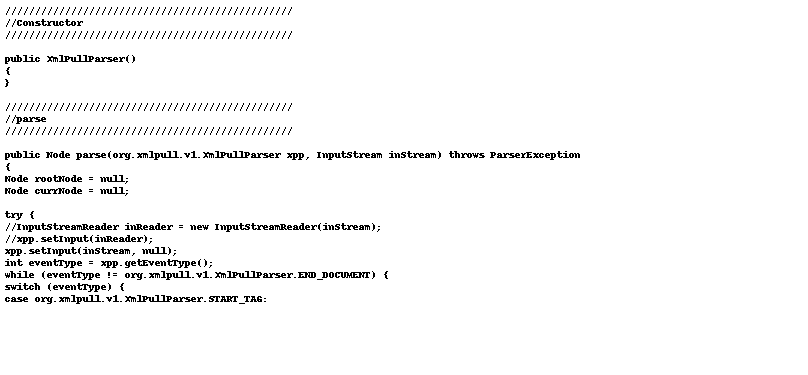 ////////////////////////////////////////////////
//Constructor
////////////////////////////////////////////////
public XmlPullParser()
{
}
////////////////////////////////////////////////
//parse
////////////////////////////////////////////////
public Node parse(org.xmlpull.v1.XmlPullParser xpp, InputStream inStream) throws ParserException
{
Node rootNode = null;
Node currNode = null;
try {
//InputStreamReader inReader = new InputStreamReader(inStream);
//xpp.setInput(inReader);
xpp.setInput(inStream, null);
int eventType = xpp.getEventType();
while (eventType != org.xmlpull.v1.XmlPullParser.END_DOCUMENT) {
switch (eventType) {
case org.xmlpull.v1.XmlPullParser.START_TAG: